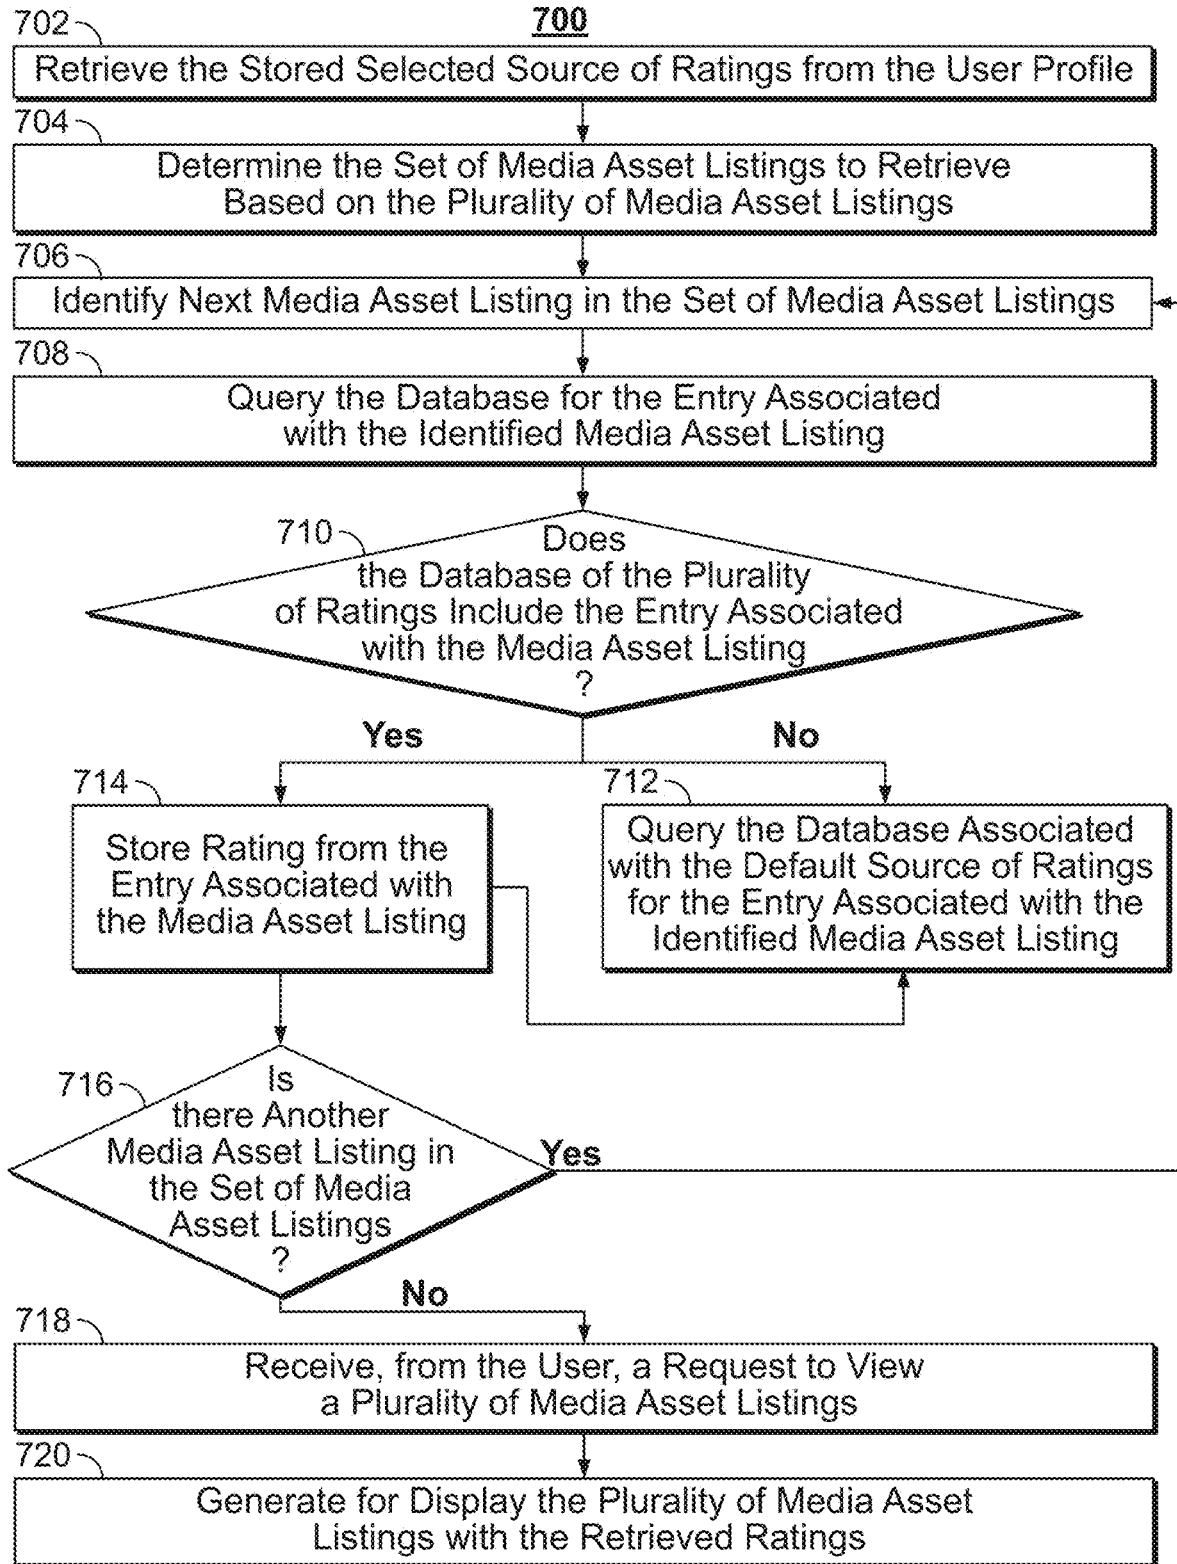 700
702
Retrieve the Stored Selected Source of Ratings from the User Profile
704
Determine the Set of Media Asset Listings to Retrieve
Based on the Plurality of Media Asset Listings
706
Identify Next Media Asset Listing in the Set of Media Asset Listings
708
Query the Database for the Entry Associated
with the Identified Media Asset Listing
710
Does
the Database of the Plurality
of Ratings Include the Entry Associated
with the Media Asset Listing
?
Yes
No
714
Store Rating from the
Entry Associated with
the Media Asset Listing
712
Query the Database Associated
with the Default Source of Ratings
for the Entry Associated with the
Identified Media Asset Listing
716
Is
there Another
Media Asset Listing in
the Set of Media
Asset Listings
?
Yes
No
718
Receive, from the User, a Request to View
a Plurality of Media Asset Listings
720
Generate for Display the Plurality of Media Asset
Listings with the Retrieved Ratings